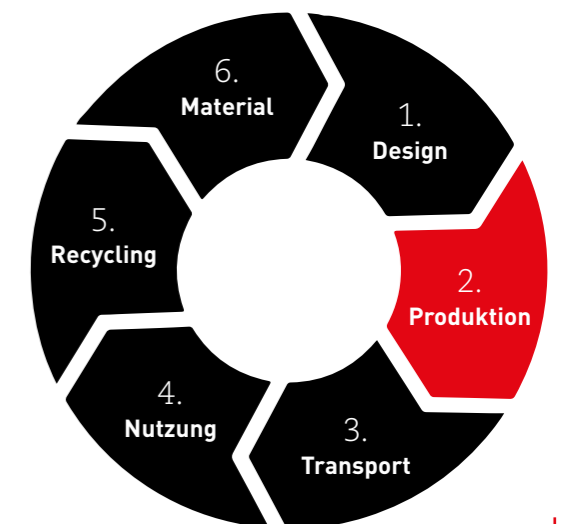 1.
Design
2.
Produktion
3.
Transport
4.
Nutzung
5.
Recycling
6.
Material